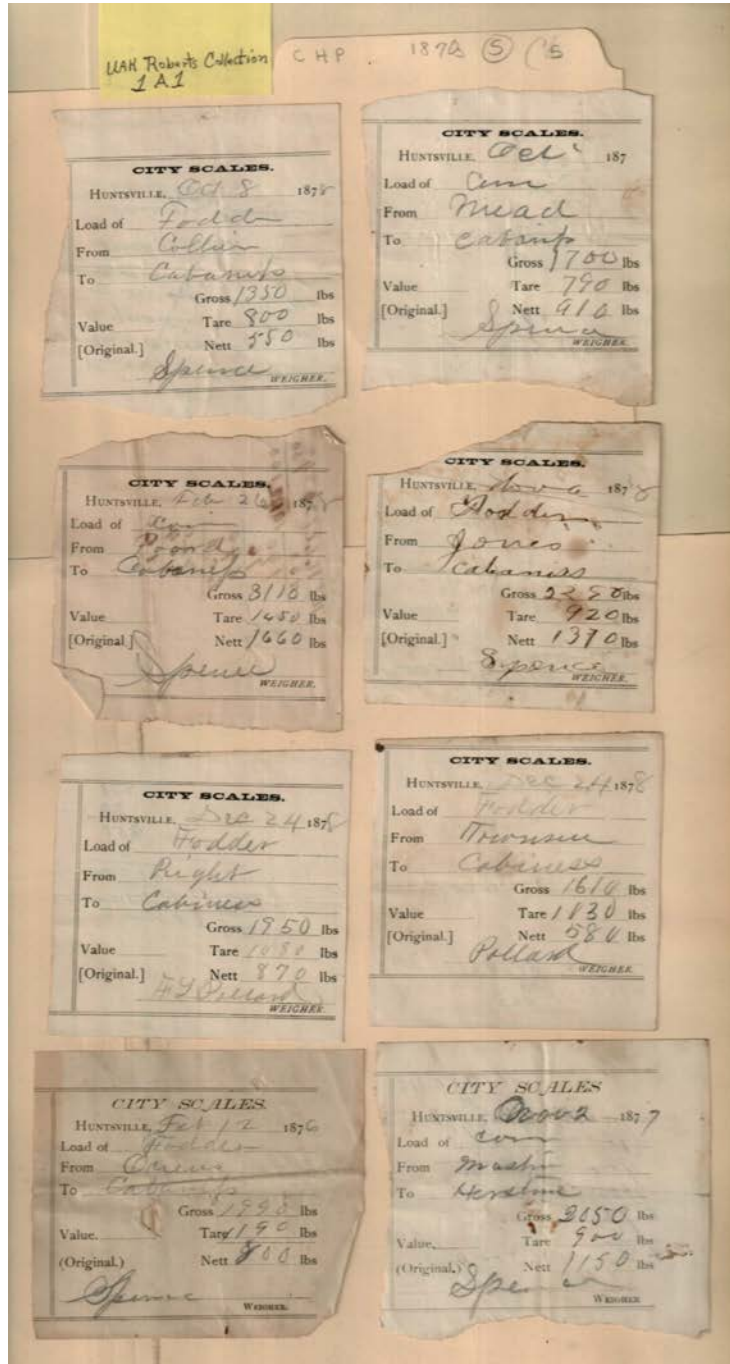 UAH Roberts Collection
1A1
CHP 1870s ⑤
CITY SCALES.
HUNTSVILLE, Oct 8 1878
Load of Fodder
From Collier
To Cabaniss
Gross 1350 lbs
Value Tare 800 lbs
[Original.] Nett 550 lbs
Spence
WEIGHER.
CITY SCALES.
HUNTSVILLE, Oct 187
Load of
From Mead
To Cabaniss
Gross 1700 lbs
Value Tare 790 lbs
[Original.] Nett 910 lbs
Spence
WEIGHER.
CITY SCALES.
HUNTSVILLE, Feb 26 1878
Load of
From
To Cabaniss
Gross 3110 lbs
Value Tare 1450 lbs
[Original.] Nett 1660 lbs
Spence
WEIGHER.
CITY SCALES.
HUNTSVILLE, 187
Load of Fodder
From Jones
To Cabaniss
Gross 2290 lbs
Value Tare 920 lbs
[Original.] Nett 1370 lbs
Spence
WEIGHER.
CITY SCALES.
HUNTSVILLE, Dec 24 1878
Load of Fodder
From Right
To Cabiness
Gross 1950 lbs
Value Tare 1080 lbs
[Original.] Nett 870 lbs
Pollard
WEIGHER.
CITY SCALES.
HUNTSVILLE, Dec 24 1878
Load of Fodder
From
To Cabiness
Gross 1610 lbs
Value Tare 1030 lbs
[Original.] Nett 580 lbs
Pollard
WEIGHER.
CITY SCALES.
HUNTSVILLE, Feb 12 1876
Load of Fodder
From
To Cabaniss
Gross 1990 lbs
Value. Tare 1190 lbs
(Original.) Nett 800 lbs
Spence
WEIGHER.
CITY SCALES
HUNTSVILLE, Nov 2 1877
Load of Corn
From
To
Gross 2050 lbs
Value. Tare 900 lbs
(Original.) Nett 1150 lbs
Spence
WEIGHER